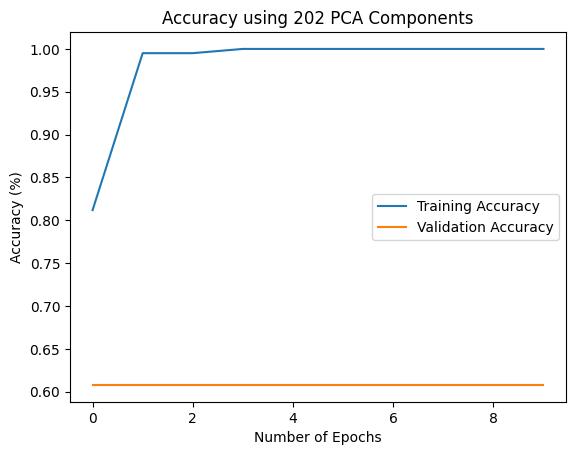 Accuracy using 202 PCA Components
1.00
0.95
0.90
0.85
0.80
0.75
0.70
0.65
0.60
Accuracy (%)
Training Accuracy
Validation Accuracy
0 2 4 6 8
Number of Epochs